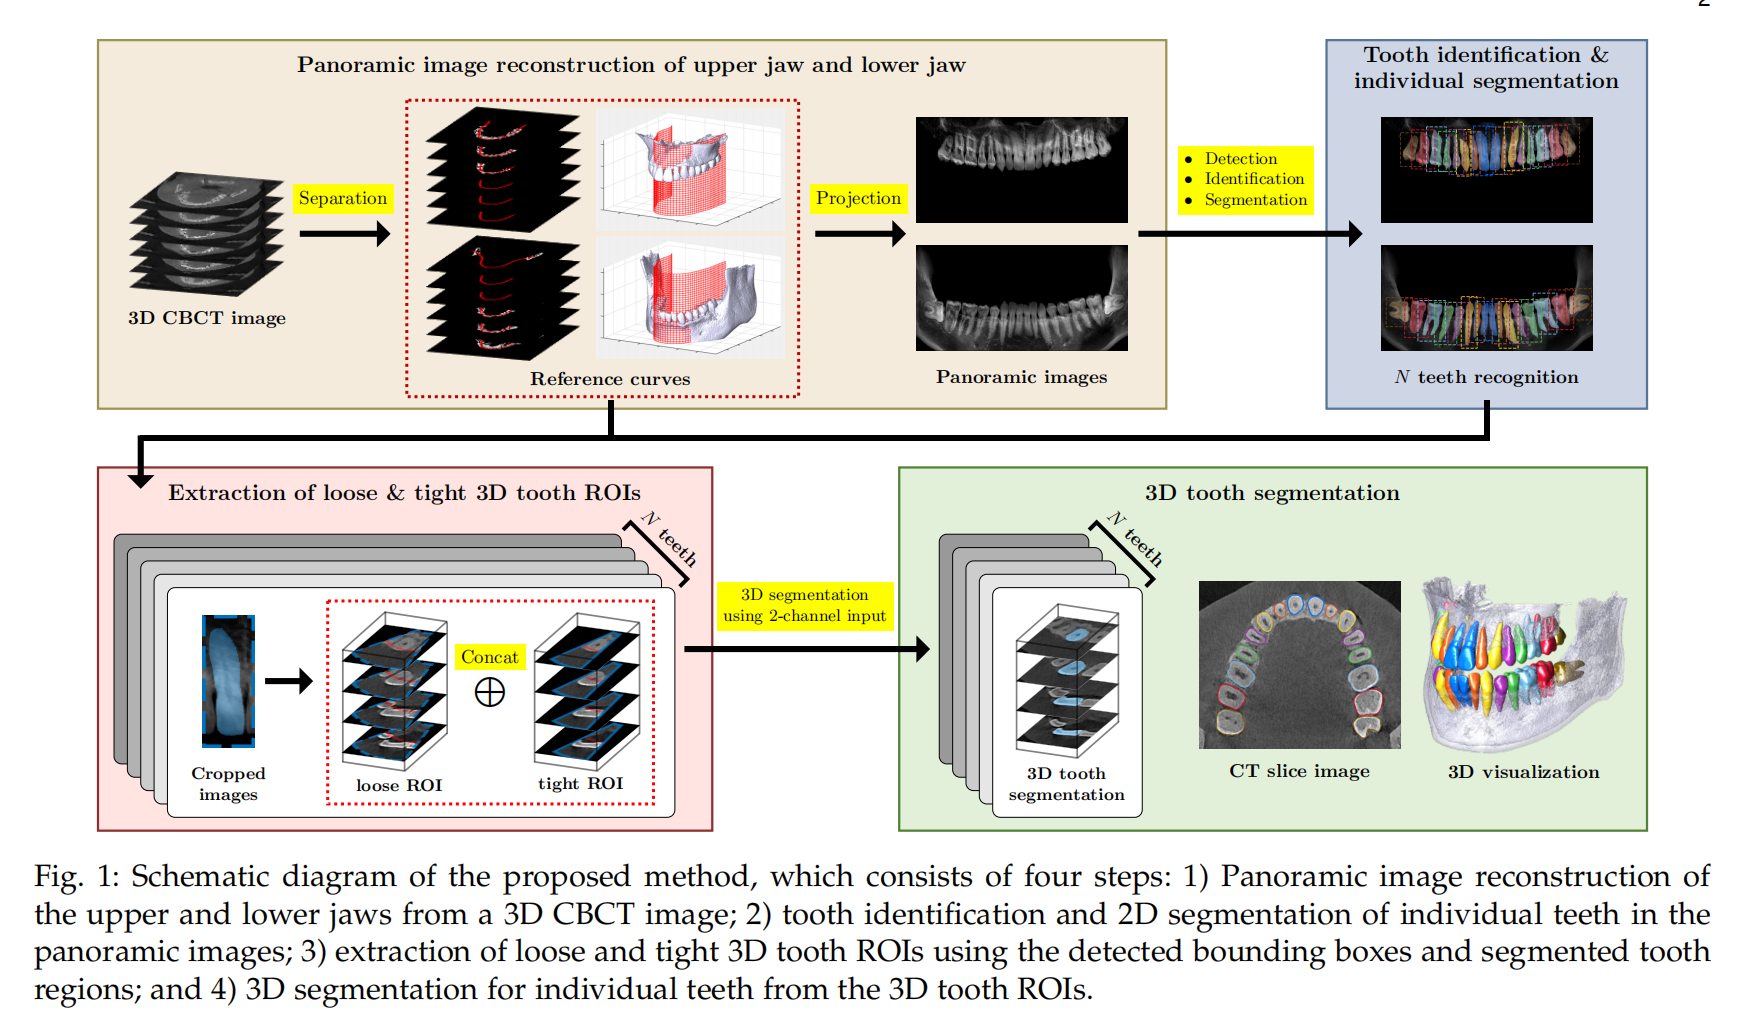 2
Panoramic image reconstruction of upper jaw and lower jaw
Separation
3D CBCT image
Reference curves
Projection
Panoramic images
• Detection
• Identification
• Segmentation
Tooth identification &
individual segmentation
N teeth recognition
Extraction of loose & tight 3D tooth ROIs
N teeth
Cropped
images
loose ROI
Concat
tight ROI
3D segmentation
using 2-channel input
3D tooth segmentation
N teeth
3D tooth
segmentation
CT slice image
3D visualization
Fig. 1: Schematic diagram of the proposed method, which consists of four steps: 1) Panoramic image reconstruction of
the upper and lower jaws from a 3D CBCT image; 2) tooth identification and 2D segmentation of individual teeth in the
panoramic images; 3) extraction of loose and tight 3D tooth ROIs using the detected bounding boxes and segmented tooth
regions; and 4) 3D segmentation for individual teeth from the 3D tooth ROIs.